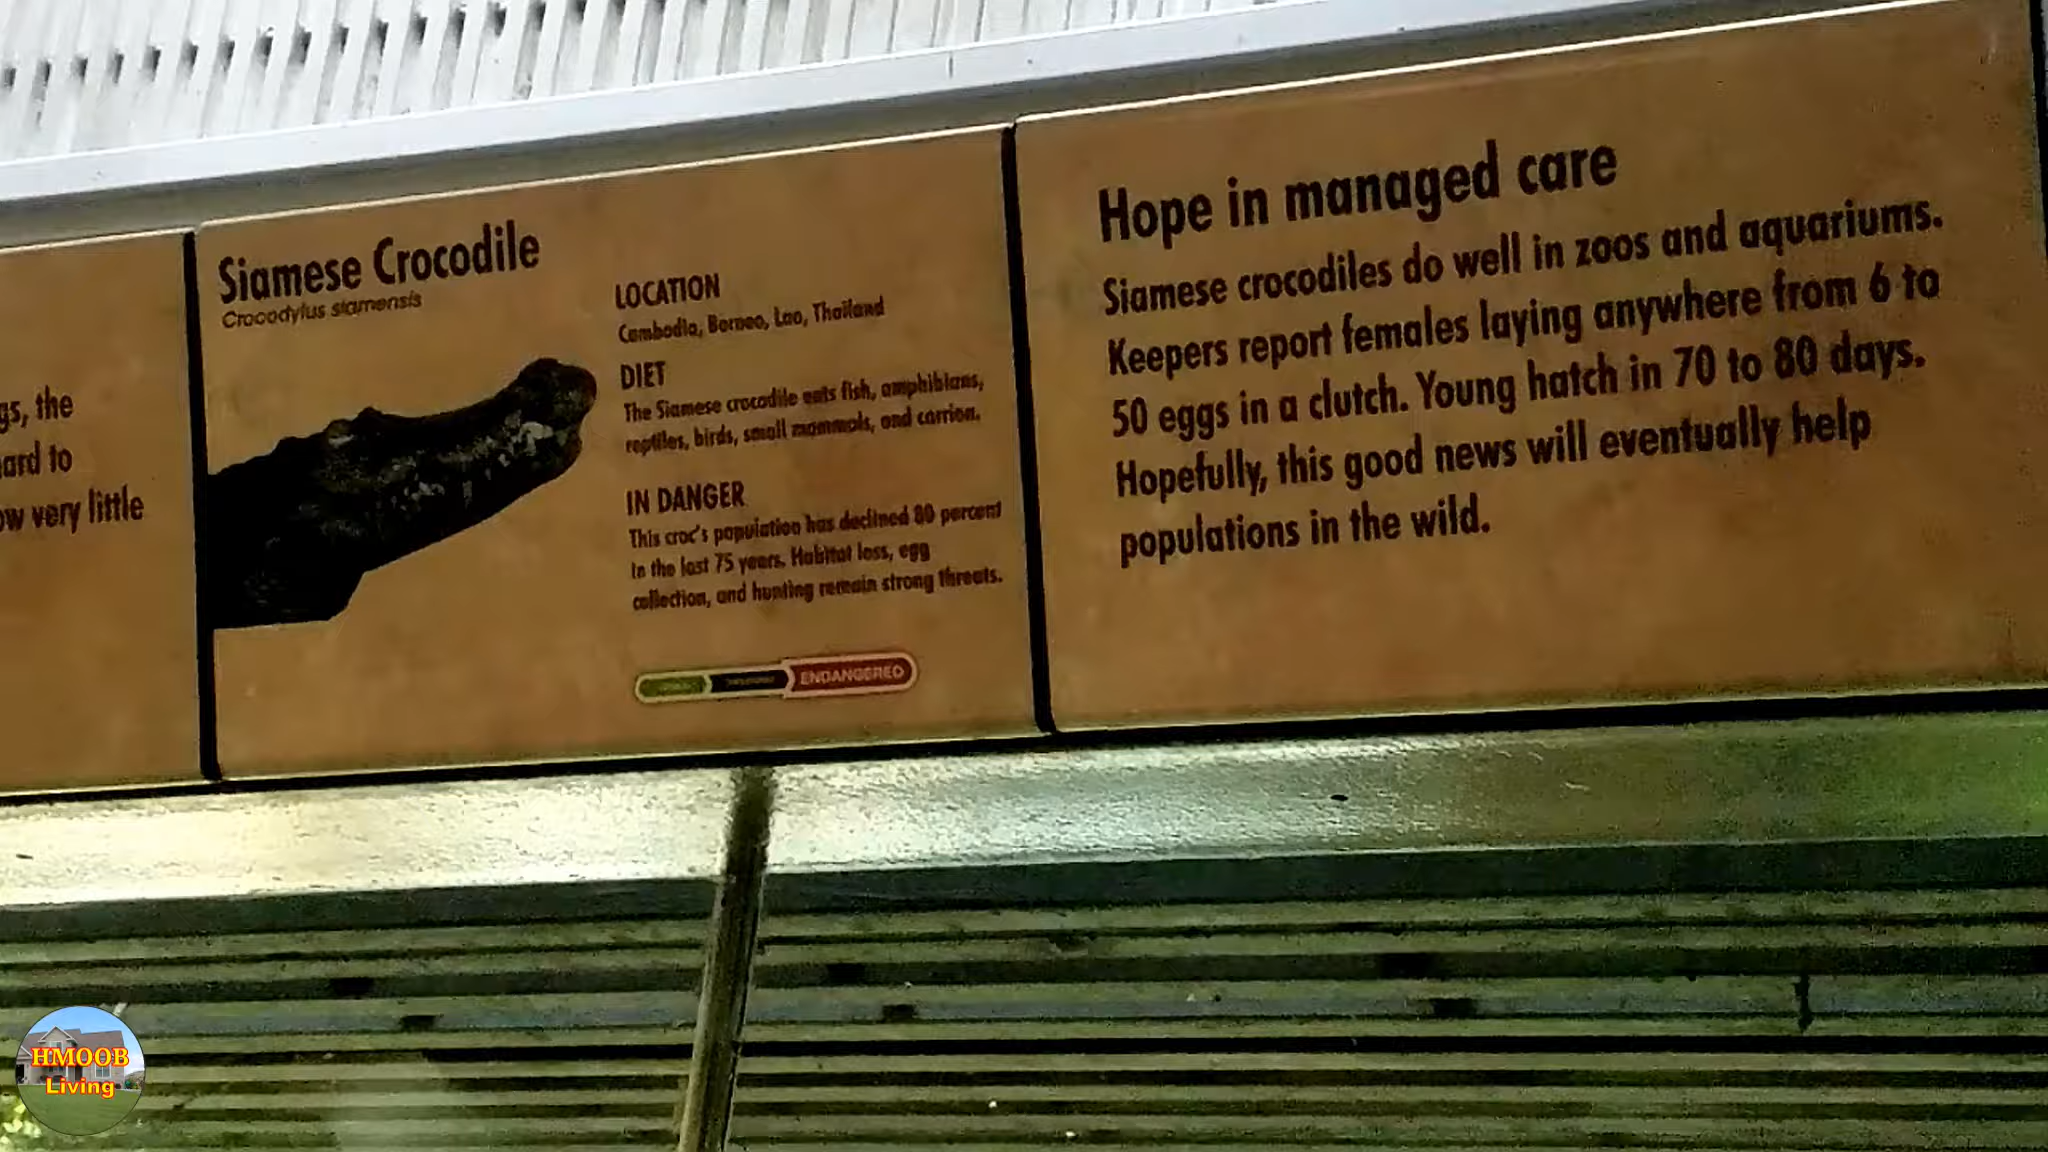 gs, the
ard to
ow very little
Siamese Crocodile
Crocodylus siamensis
LOCATION
Cambodia, Borneo, Lao, Thailand
DIET
The Siamese crocodile eats fish, amphibians,
reptiles, birds, small mammals, and carrion.
IN DANGER
This croc's population has declined 80 percent
in the last 75 years. Habitat loss, egg
collection, and hunting remain strong threats.
ENDANGERED
Hope in managed care
Siamese crocodiles do well in zoos and aquariums.
Keepers report females laying anywhere from 6 to
50 eggs in a clutch. Young hatch in 70 to 80 days.
Hopefully, this good news will eventually help
populations in the wild.
HMOOB
Living